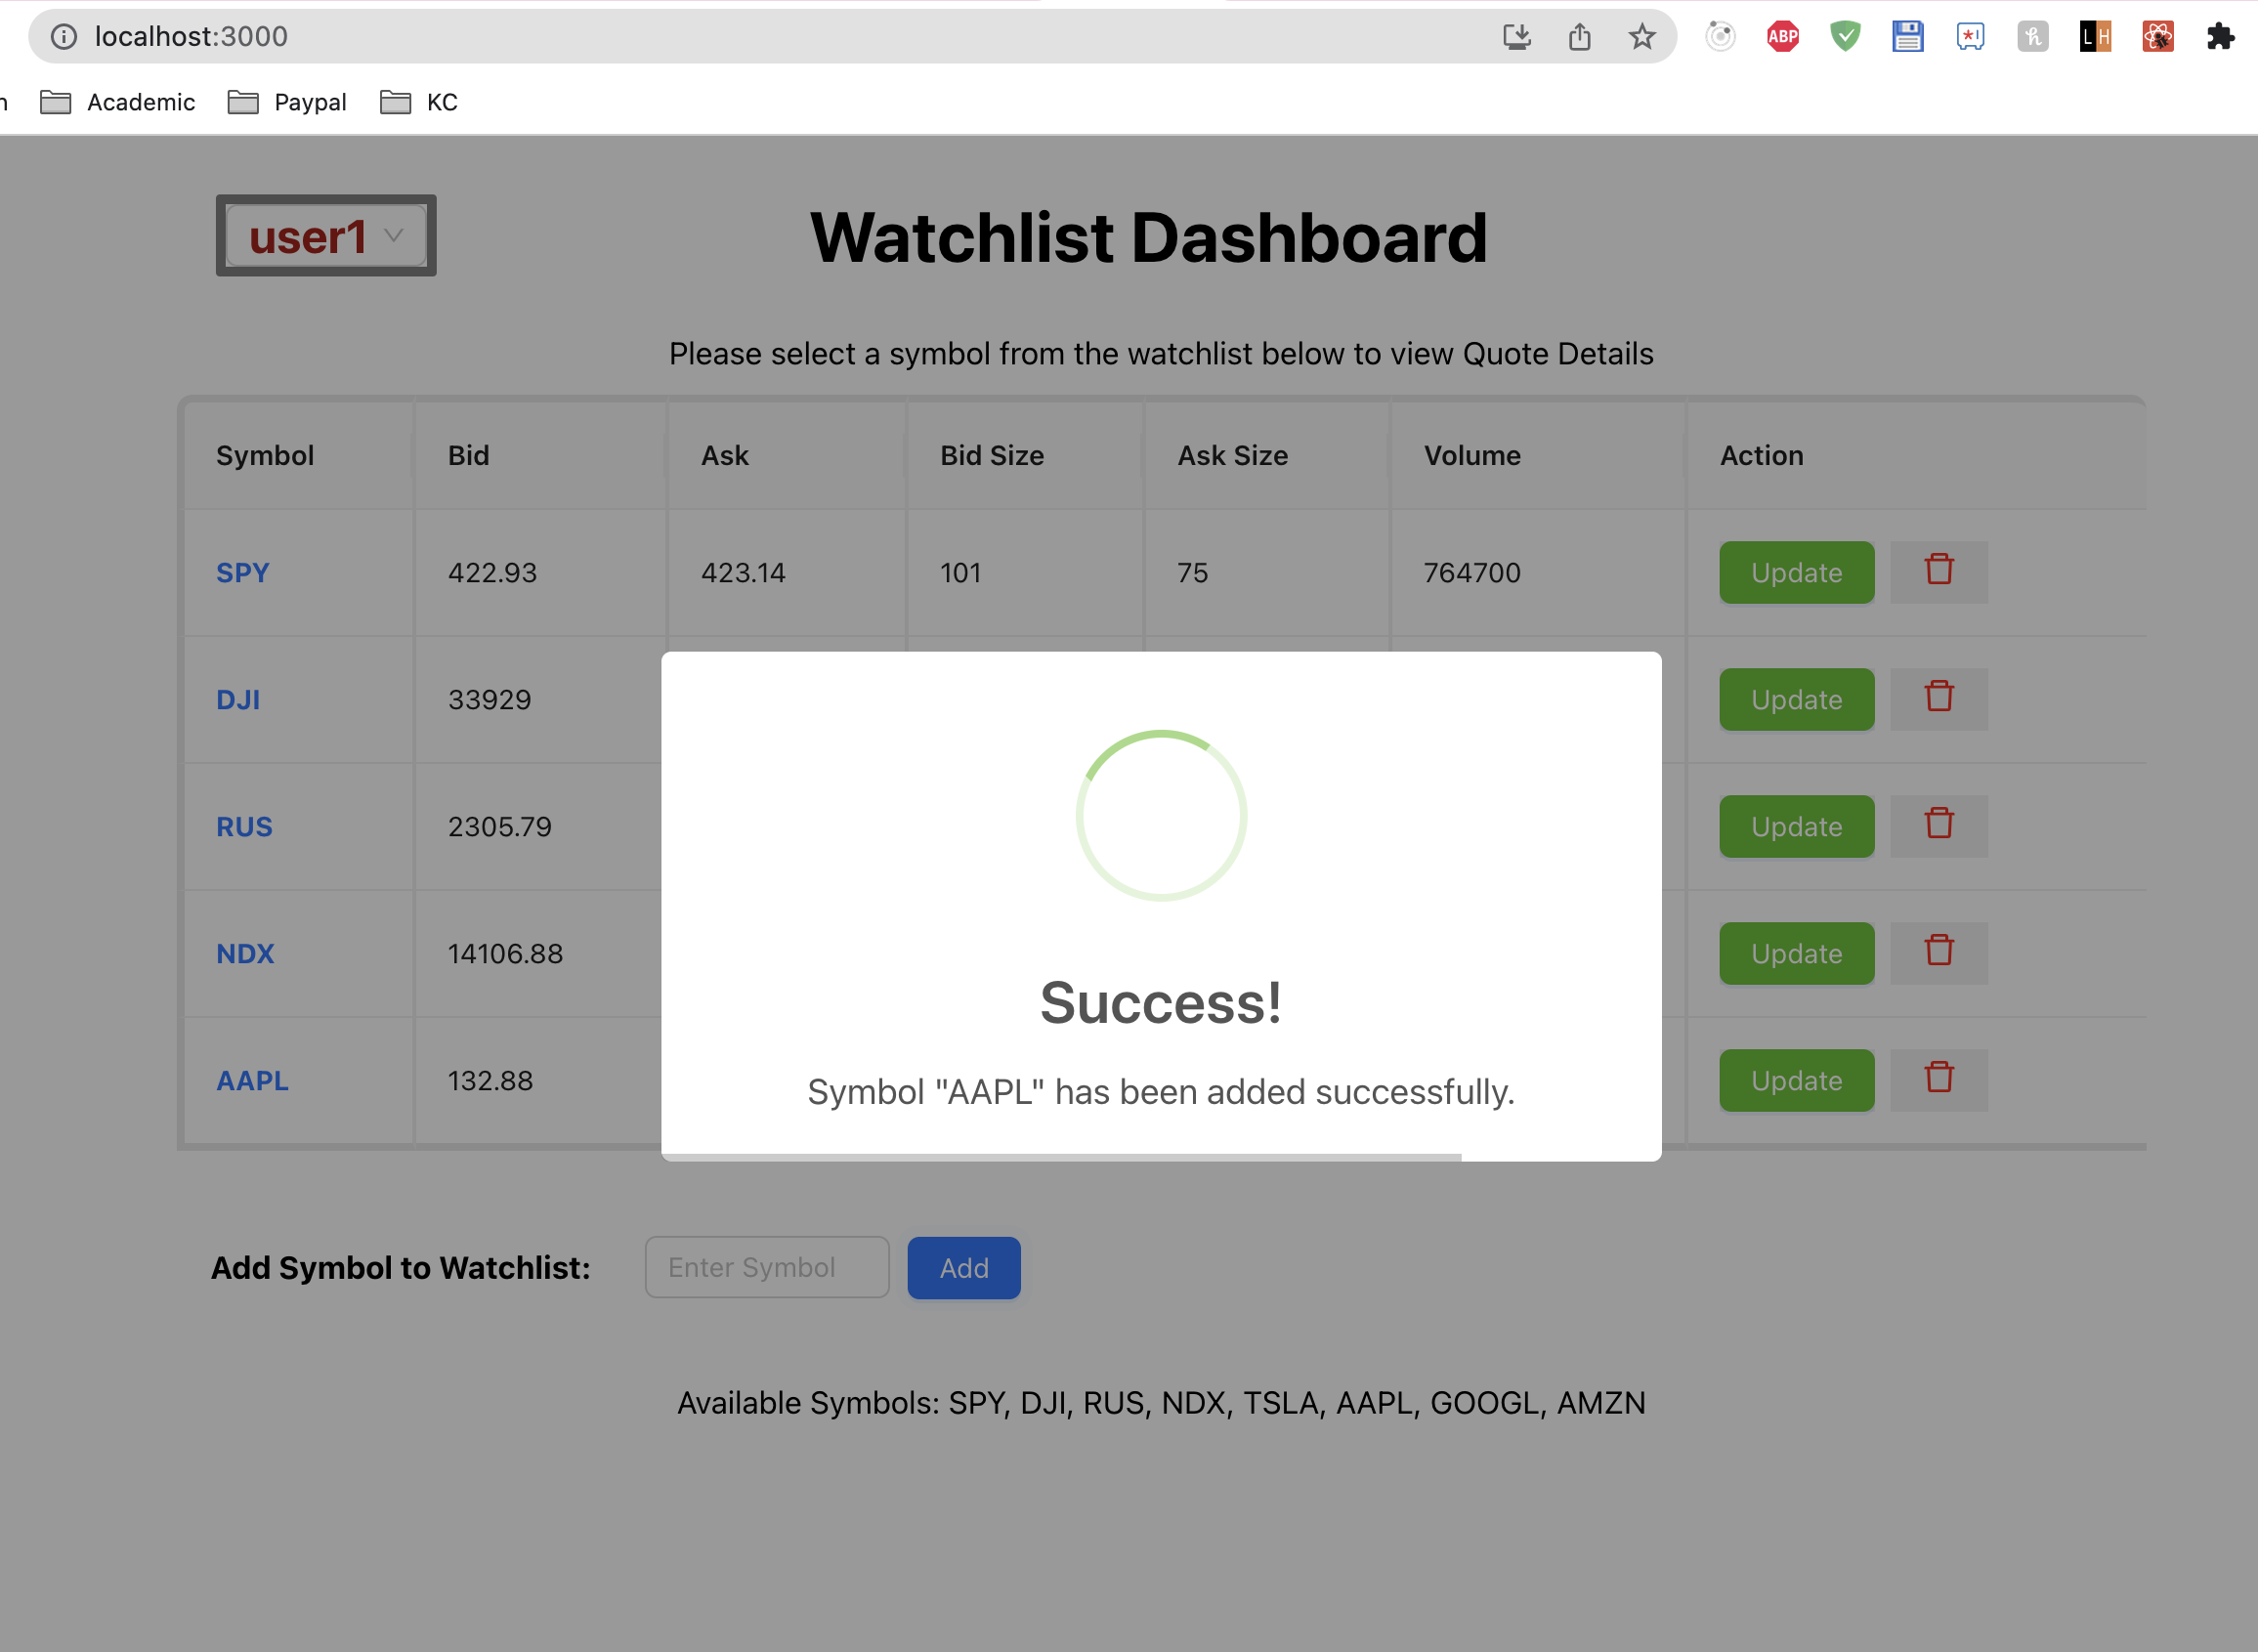 localhost:3000
ABP
LH
Academic Paypal KC
user1
Watchlist Dashboard
Please select a symbol from the watchlist below to view Quote Details
Symbol Bid Ask Bid Size Ask Size Volume Action
SPY 422.93 423.14 101 75 764700 Update
DJI 33929 Update
RUS 2305.79 Update
NDX 14106.88 Update
AAPL 132.88 Update
Success!
Symbol "AAPL" has been added successfully.
Add Symbol to Watchlist: Enter Symbol Add
Available Symbols: SPY, DJI, RUS, NDX, TSLA, AAPL, GOOGL, AMZN